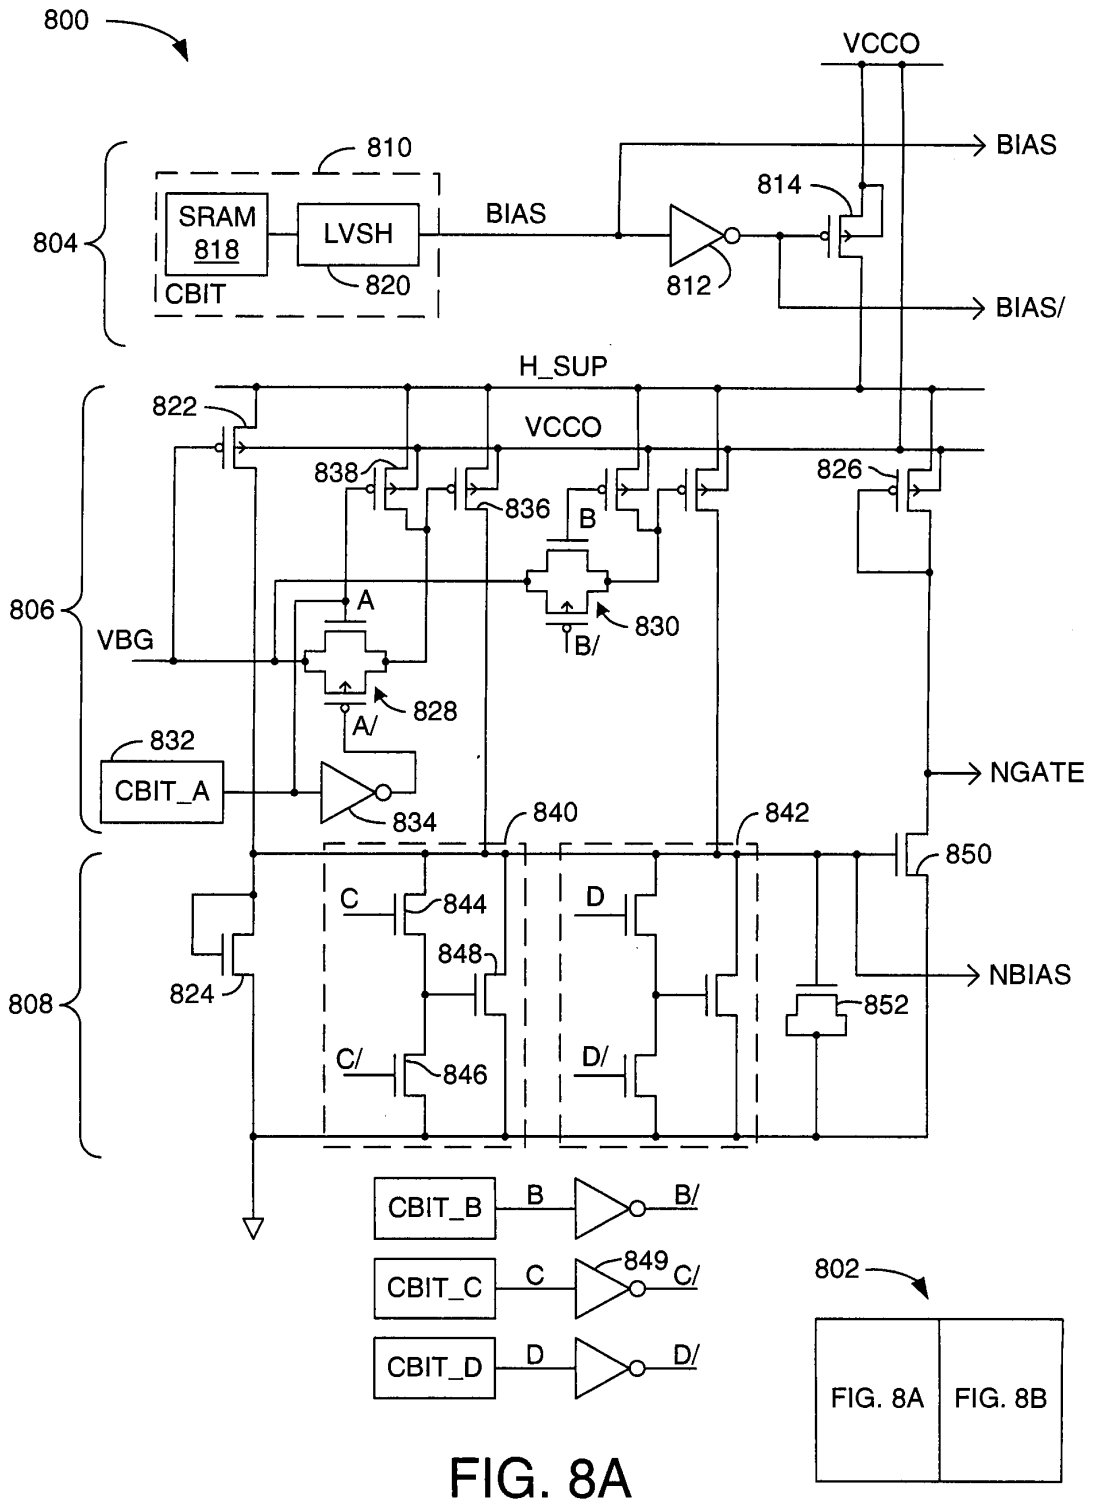 800
VCCO
BIAS
810
814
SRAM
818
LVSH
BIAS
804
812
820
CBIT
BIAS/
H_SUP
822
VCCO
838
826
836
B
A
806
830
VBG
B/
828
A/
832
NGATE
CBIT_A
834
840
842
850
C
844
D
848
824
NBIAS
808
852
C/
846
D/
CBIT_B
B
B/
CBIT_C
C
849
C/
802
CBIT_D
D
D/
FIG. 8A
FIG. 8B
FIG. 8A